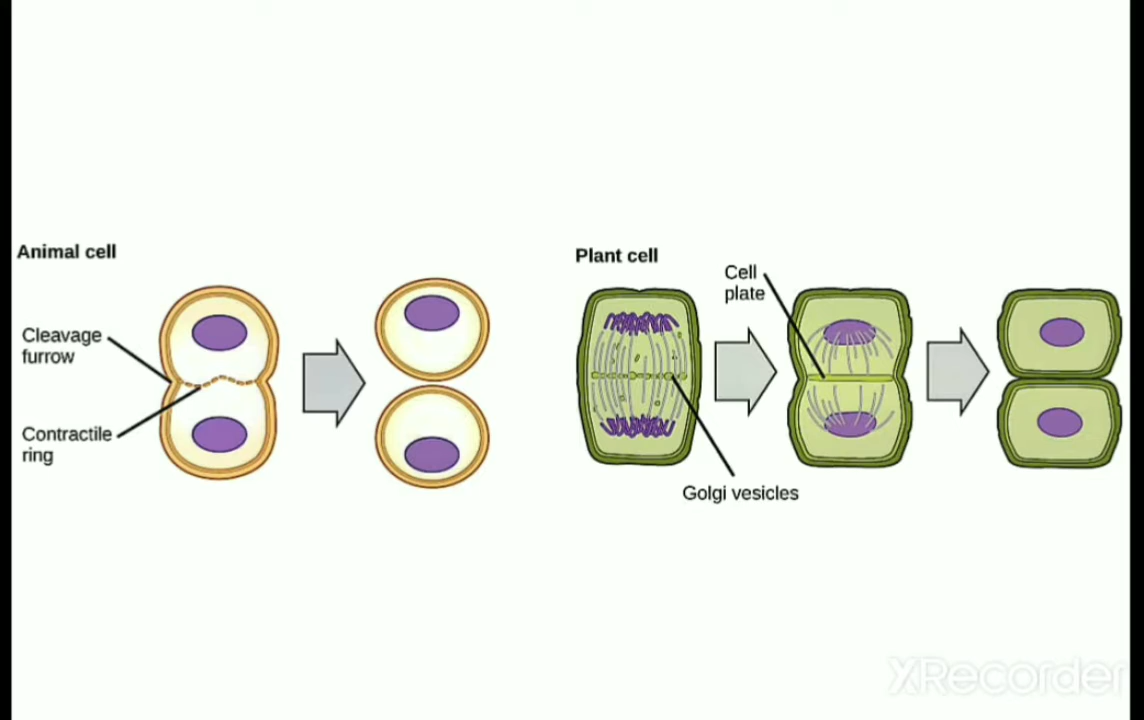 Animal cell
Cleavage
furrow
Contractile
ring
Plant cell
Cell
plate
Golgi vesicles
XRecorder